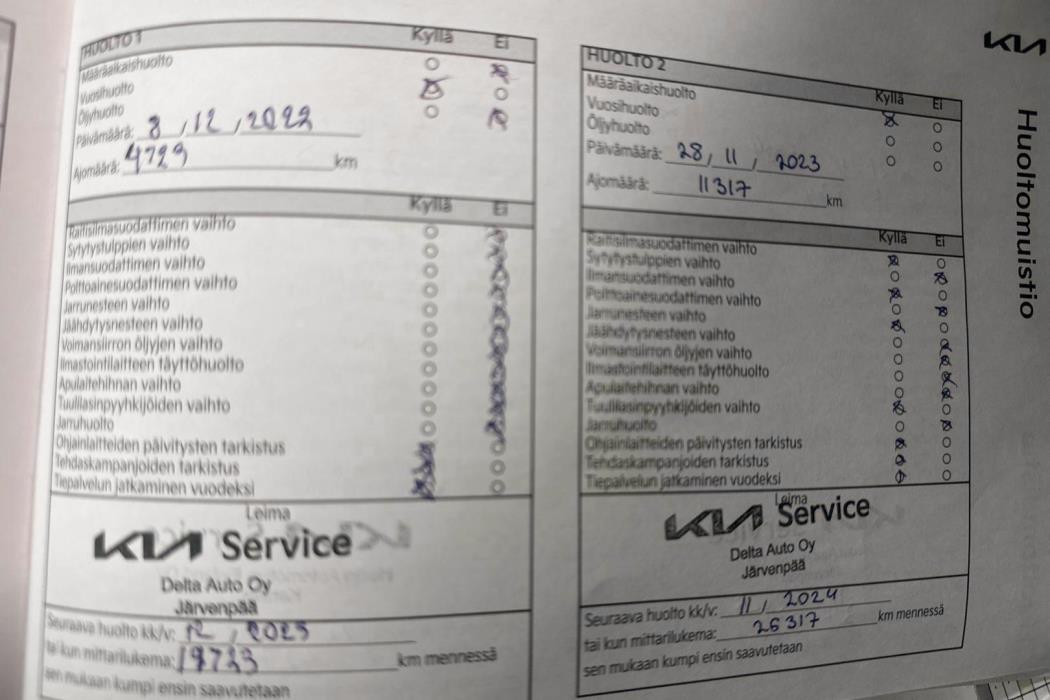 HUOLTO 1 Kyllä Ei
Määräaikaishuolto
Vuosihuolto
Öljyhuolto
Päivämäärä: 8, 12, 2022
Ajomäärä: 4729 km
Kyllä Ei
Raitisilmasuodattimen vaihto
Sytytystulppien vaihto
Ilmansuodattimen vaihto
Polttoainesuodattimen vaihto
Jarrunesteen vaihto
Jäähdytysnesteen vaihto
Voimansiirron öljyjen vaihto
Ilmastointilaitteen täyttöhuolto
Apulaitehihnan vaihto
Tuulilasinpyyhkijöiden vaihto
Jarruhuolto
Ohjainlaitteiden päivitysten tarkistus
Tehdaskampanjoiden tarkistus
Tiepalvelun jatkaminen vuodeksi
Leima
KIA Service
Delta Auto Oy
Järvenpää
Seuraava huolto kk/v: 12, 2023
tai kun mittarilukema: 19729 km mennessä
sen mukaan kumpi ensin saavutetaan
HUOLTO 2
Kyllä Ei
Määräaikaishuolto
Vuosihuolto
Öljyhuolto
Päivämäärä: 28, 11, 2023
Ajomäärä: 11317 km
Kyllä Ei
Raitisilmasuodattimen vaihto
Sytytystulppien vaihto
Ilmansuodattimen vaihto
Polttoainesuodattimen vaihto
Jarrunesteen vaihto
Jäähdytysnesteen vaihto
Voimansiirron öljyjen vaihto
Ilmastointilaitteen täyttöhuolto
Apulaitehihnan vaihto
Tuulilasinpyyhkijöiden vaihto
Jarruhuolto
Ohjainlaitteiden päivitysten tarkistus
Tehdaskampanjoiden tarkistus
Tiepalvelun jatkaminen vuodeksi
Leima
KIA Service
Delta Auto Oy
Järvenpää
Seuraava huolto kk/v: 11, 2024
tai kun mittarilukema: 26317 km mennessä
sen mukaan kumpi ensin saavutetaan
KIA
Huoltomuistio